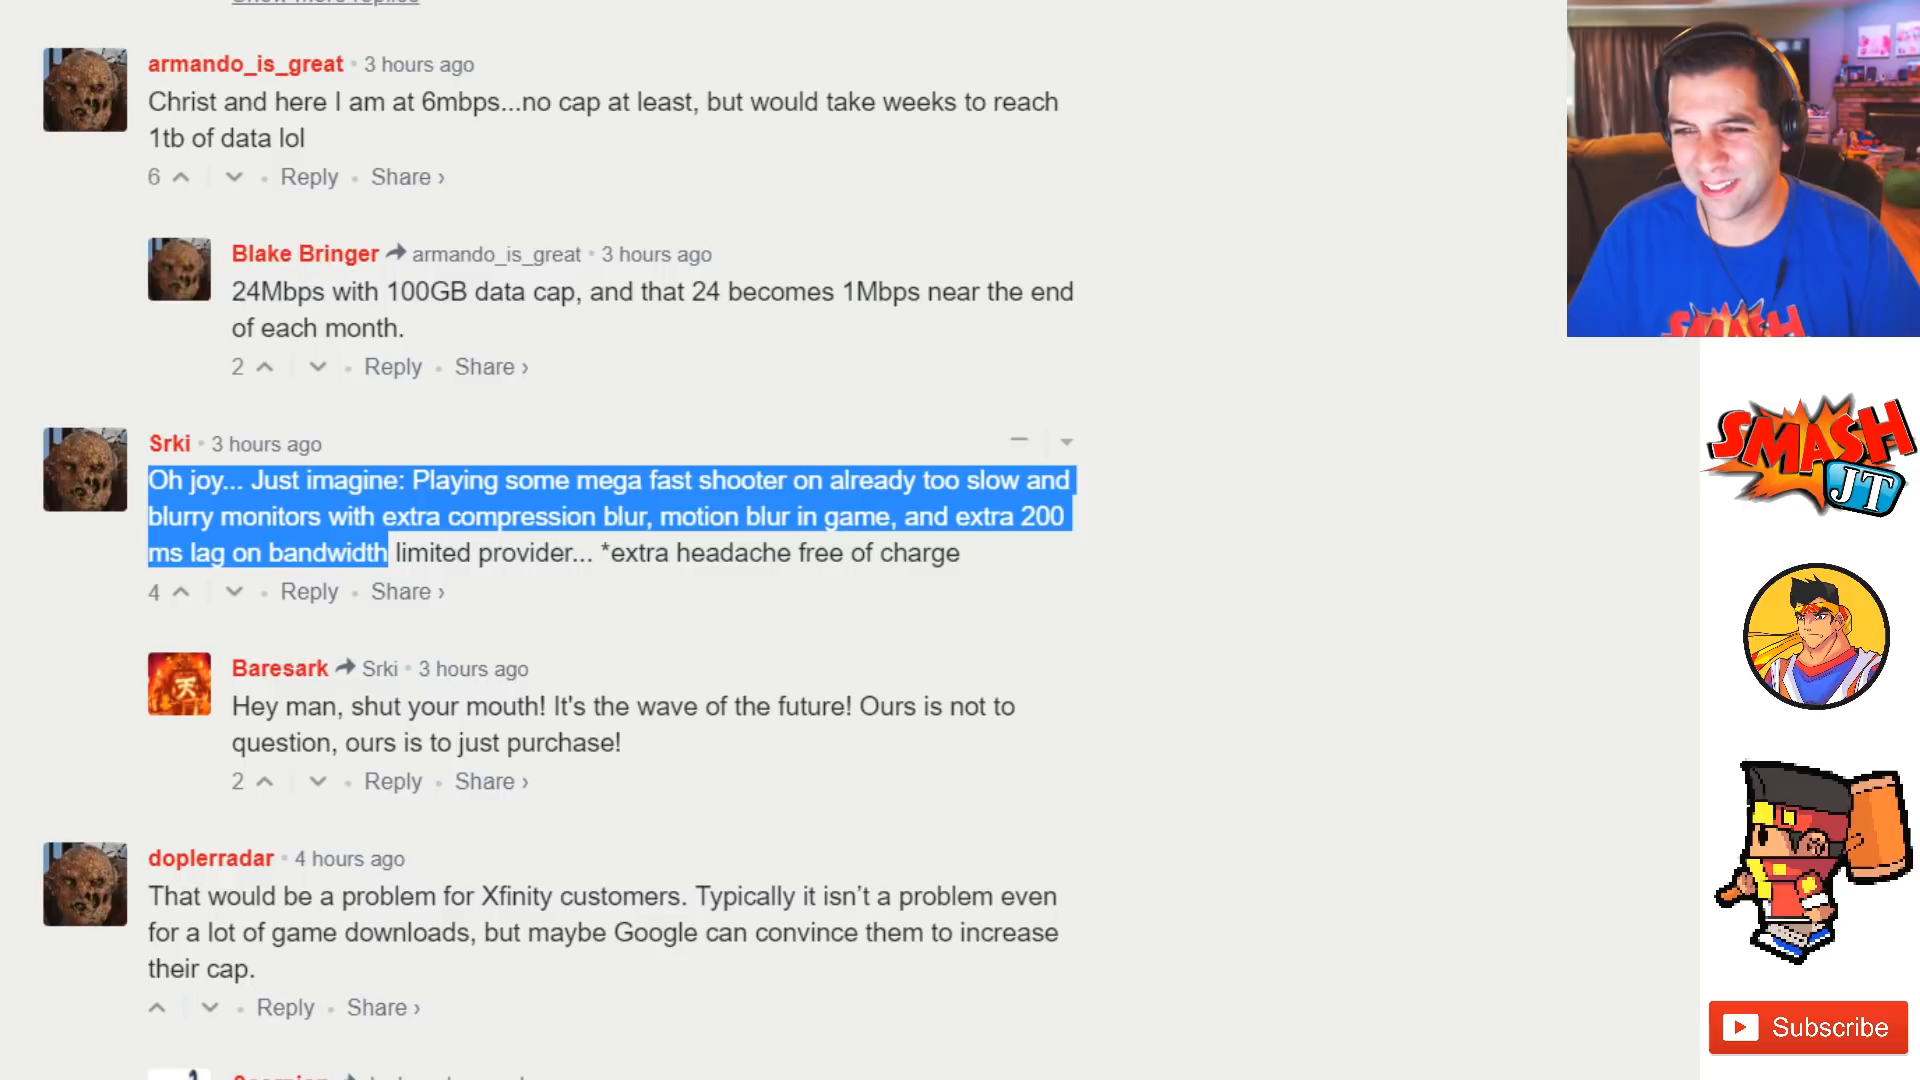 Show more replies
armando_is_great • 3 hours ago
Christ and here I am at 6mbps...no cap at least, but would take weeks to reach
1tb of data lol
6 • Reply • Share ›
Blake Bringer armando_is_great • 3 hours ago
24Mbps with 100GB data cap, and that 24 becomes 1Mbps near the end
of each month.
2 • Reply • Share ›
Srki • 3 hours ago
Oh joy... Just imagine: Playing some mega fast shooter on already too slow and
blurry monitors with extra compression blur, motion blur in game, and extra 200
ms lag on bandwidth limited provider... *extra headache free of charge
4 • Reply • Share ›
Baresark Srki • 3 hours ago
Hey man, shut your mouth! It's the wave of the future! Ours is not to
question, ours is to just purchase!
2 • Reply • Share ›
doplerradar • 4 hours ago
That would be a problem for Xfinity customers. Typically it isn’t a problem even
for a lot of game downloads, but maybe Google can convince them to increase
their cap.
• Reply • Share ›
SMASH
SMASH
JT
Subscribe